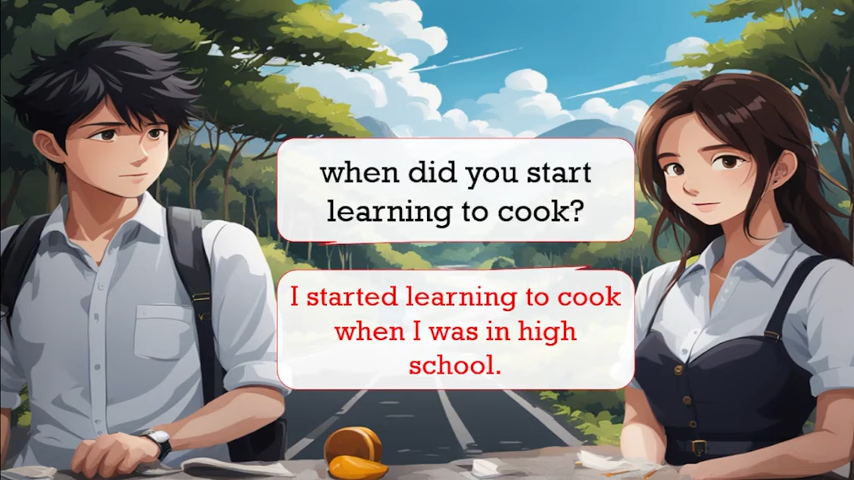 when did you start
learning to cook?
I started learning to cook
when I was in high
school.